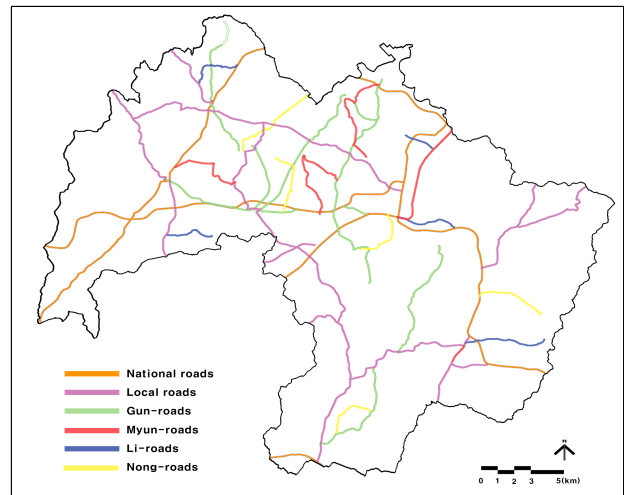 N
National roads
Local roads
Gun-roads
Myun-roads
Li-roads
Nong-roads
0 1 2 3 5(km)